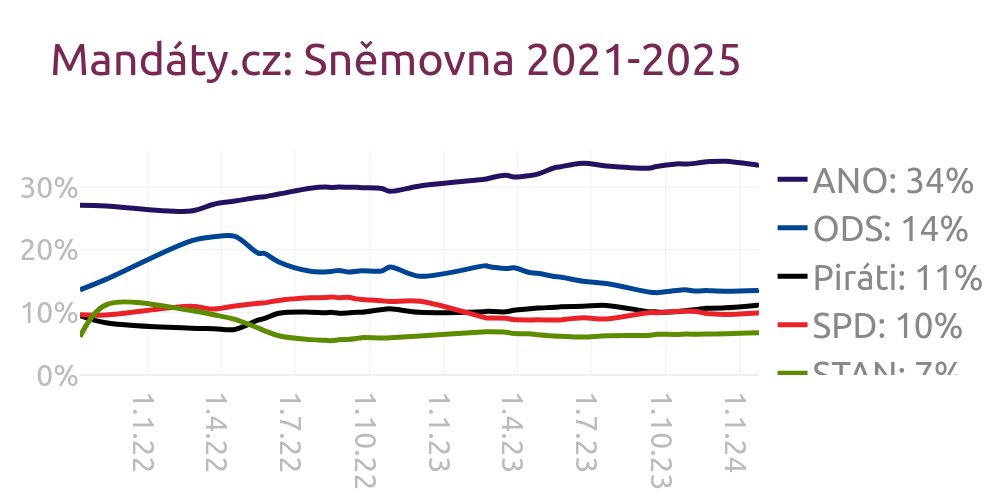 Mandáty.cz: Sněmovna 2021-2025
30%
20%
10%
0%
1.1.22
1.4.22
1.7.22
1.10.22
1.1.23
1.4.23
1.7.23
1.10.23
1.1.24
ANO: 34%
ODS: 14%
Piráti: 11%
SPD: 10%
STAN: 7%